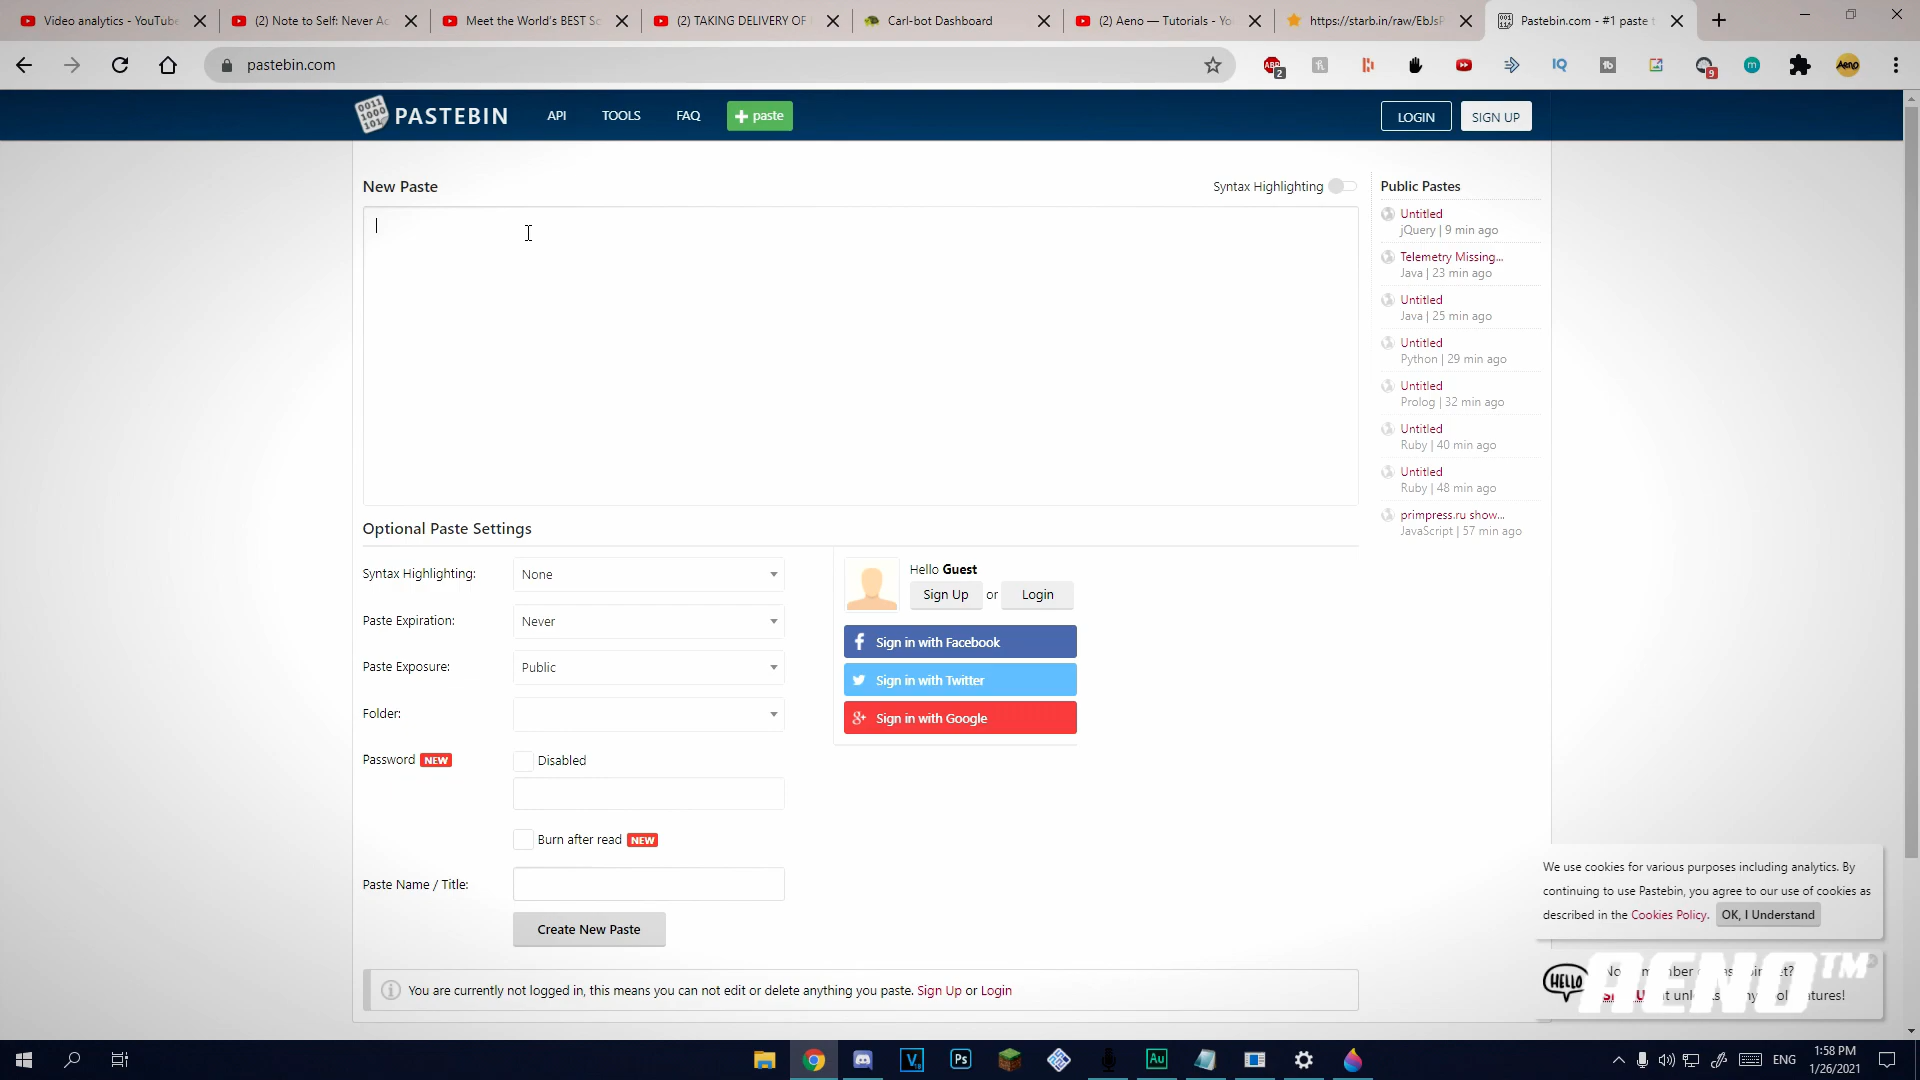 Video analytics - YouTube
(2) Note to Self: Never Ac
Meet the World's BEST Sc
(2) TAKING DELIVERY OF
Carl-bot Dashboard
(2) Aeno — Tutorials - Yo
https://starb.in/raw/EbJsP
Pastebin.com - #1 paste t
pastebin.com
ABP
2
IQ
9
m
Aeno
PASTEBIN
API
TOOLS
FAQ
paste
LOGIN
SIGN UP
New Paste
Syntax Highlighting
Public Pastes
Untitled
jQuery | 9 min ago
Telemetry Missing...
Java | 23 min ago
Untitled
Java | 25 min ago
Untitled
Python | 29 min ago
Untitled
Prolog | 32 min ago
Untitled
Ruby | 40 min ago
Untitled
Ruby | 48 min ago
primpress.ru show...
JavaScript | 57 min ago
Optional Paste Settings
Syntax Highlighting:
None
Paste Expiration:
Never
Paste Exposure:
Public
Folder:
Password NEW
Disabled
Burn after read NEW
Paste Name / Title:
Create New Paste
Hello Guest
Sign Up or Login
Sign in with Facebook
Sign in with Twitter
Sign in with Google
We use cookies for various purposes including analytics. By
continuing to use Pastebin, you agree to our use of cookies as
described in the Cookies Policy. OK, I Understand
HELLO
AENO™
You are currently not logged in, this means you can not edit or delete anything you paste. Sign Up or Login
Ps
Au
ENG
1:58 PM
1/26/2021